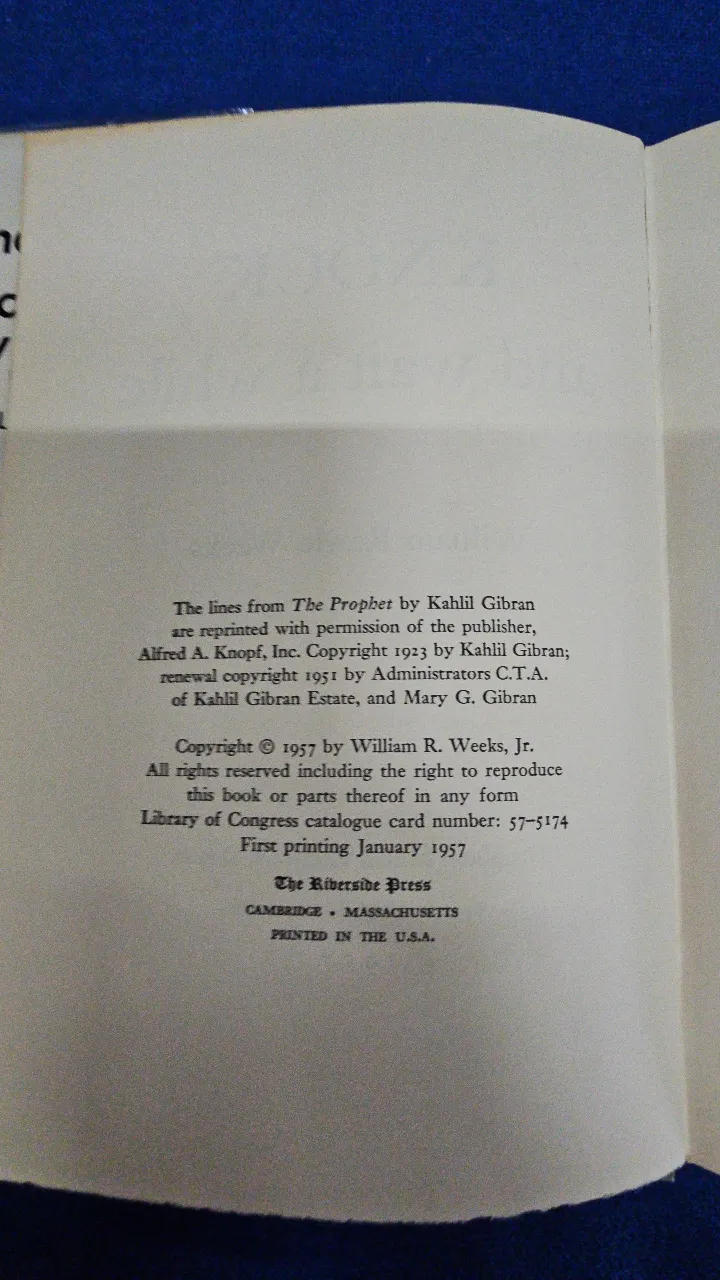 The lines from The Prophet by Kahlil Gibran
are reprinted with permission of the publisher,
Alfred A. Knopf, Inc. Copyright 1923 by Kahlil Gibran;
renewal copyright 1951 by Administrators C.T.A.
of Kahlil Gibran Estate, and Mary G. Gibran
Copyright © 1957 by William R. Weeks, Jr.
All rights reserved including the right to reproduce
this book or parts thereof in any form
Library of Congress catalogue card number: 57–5174
First printing January 1957
The Riverside Press
CAMBRIDGE • MASSACHUSETTS
PRINTED IN THE U.S.A.